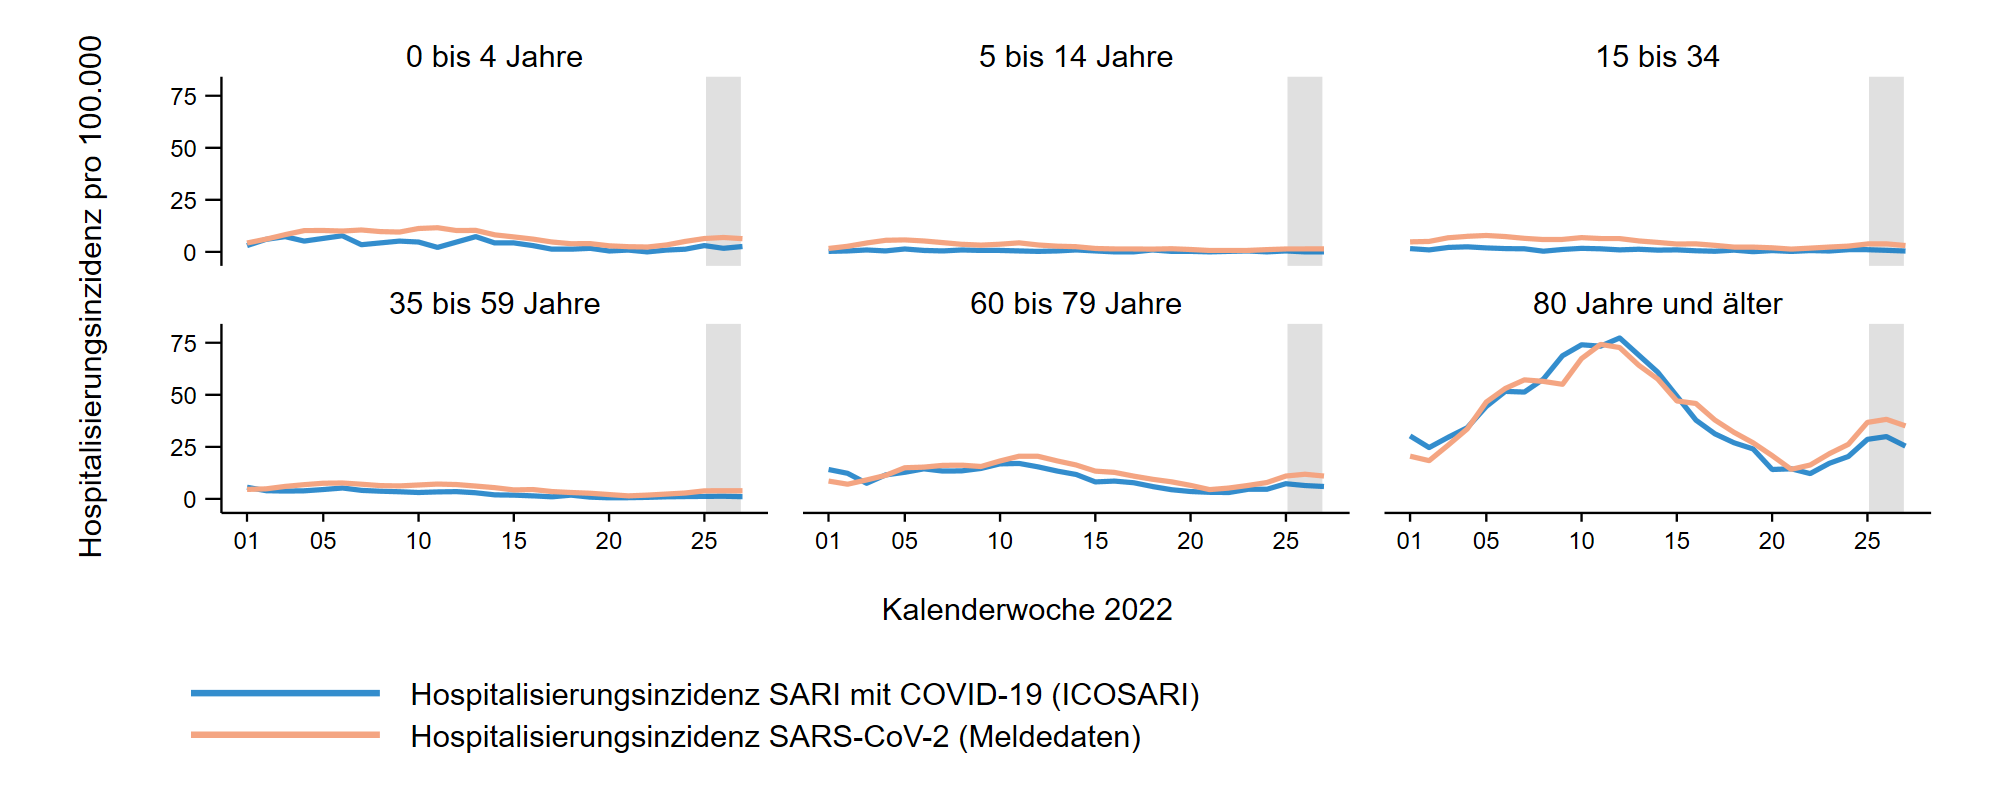 Hospitalisierungsinzidenz pro 100.000
0 bis 4 Jahre
5 bis 14 Jahre
15 bis 34
75
50
25
0
35 bis 59 Jahre
60 bis 79 Jahre
80 Jahre und älter
75
50
25
0
01 05 10 15 20 25
01 05 10 15 20 25
01 05 10 15 20 25
Kalenderwoche 2022
Hospitalisierungsinzidenz SARI mit COVID-19 (ICOSARI)
Hospitalisierungsinzidenz SARS-CoV-2 (Meldedaten)